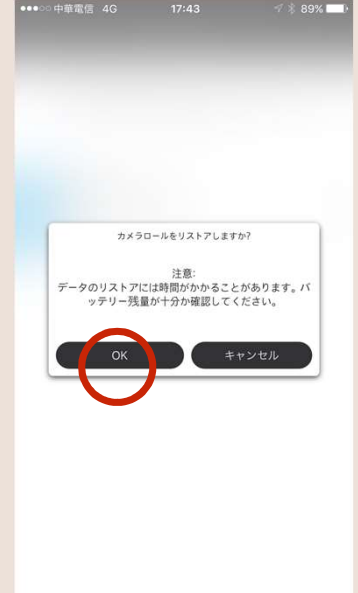 ●●●○○ 中華電信 4G 17:43 89%
カメラロールをリストアしますか?
注意:
データのリストアには時間がかかることがあります。バ
ッテリー残量が十分か確認してください。
OK キャンセル